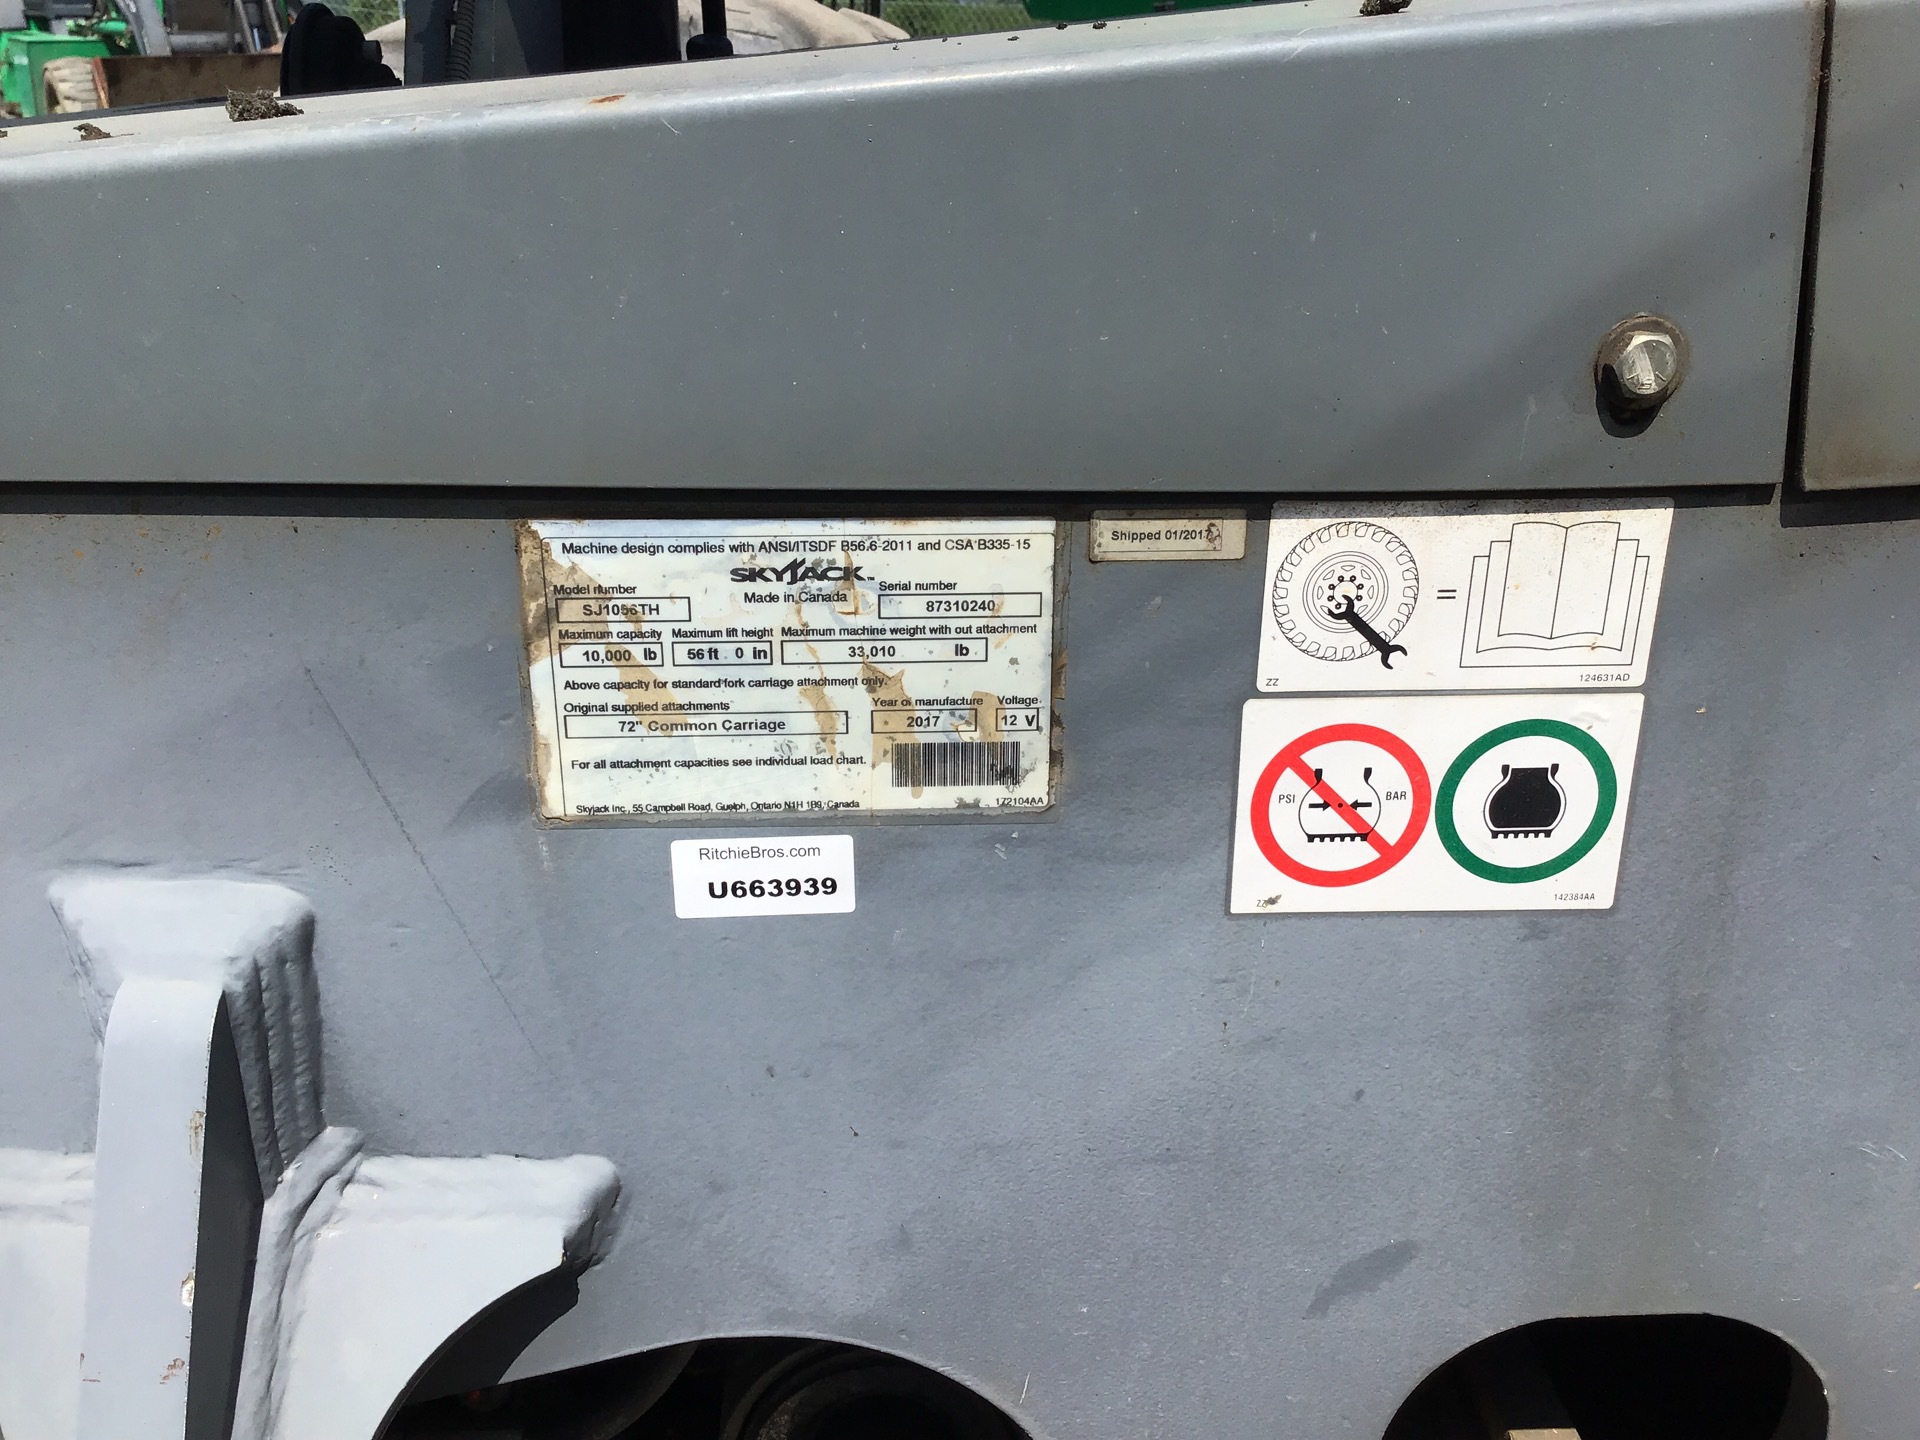 Machine design complies with ANSI/ITSDF B56.6-2011 and CSA B335-15
SKYJACK™
Made in Canada
Model number
SJ1056TH
Serial number
87310240
Maximum capacity
10,000 lb
Maximum lift height
56 ft 0 in
Maximum machine weight with out attachment
33,010 lb
Above capacity for standard fork carriage attachment only.
Original supplied attachments
72" Common Carriage
Year of manufacture
2017
Voltage
12 V
For all attachment capacities see individual load chart.
Skyjack Inc., 55 Campbell Road, Guelph, Ontario N1H 1B9, Canada
172104AA
Shipped 01/2017
=
ZZ
124631AD
PSI
BAR
ZZ
142384AA
RitchieBros.com
U663939